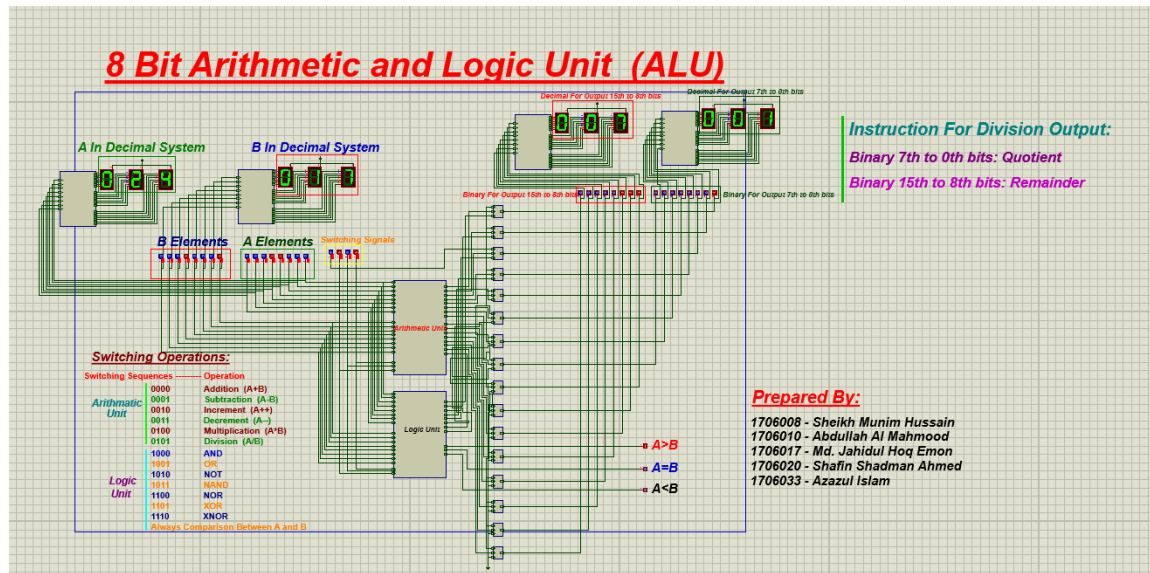 8 Bit Arithmetic and Logic Unit (ALU)
Decimal For Output 15th to 8th bits
Decimal For Output 7th to 0th bits
007
001
Instruction For Division Output:
Binary 7th to 0th bits: Quotient
Binary 15th to 8th bits: Remainder
A In Decimal System
B In Decimal System
024
017
Binary For Output 15th to 8th bits
Binary For Output 7th to 0th bits
B Elements
A Elements
Switching Signals
Arithmetic Unit
Logic Unit
Switching Operations:
Switching Sequences --------- Operation
Arithmatic Unit
0000 Addition (A+B)
0001 Subtraction (A-B)
0010 Increment (A++)
0011 Decrement (A--)
0100 Multiplication (A*B)
0101 Division (A/B)
Logic Unit
1000 AND
1001 OR
1010 NOT
1011 NAND
1100 NOR
1101 XOR
1110 XNOR
Always Comparison Between A and B
A>B
A=B
A<B
Prepared By:
1706008 - Sheikh Munim Hussain
1706010 - Abdullah Al Mahmood
1706017 - Md. Jahidul Hoq Emon
1706020 - Shafin Shadman Ahmed
1706033 - Azazul Islam